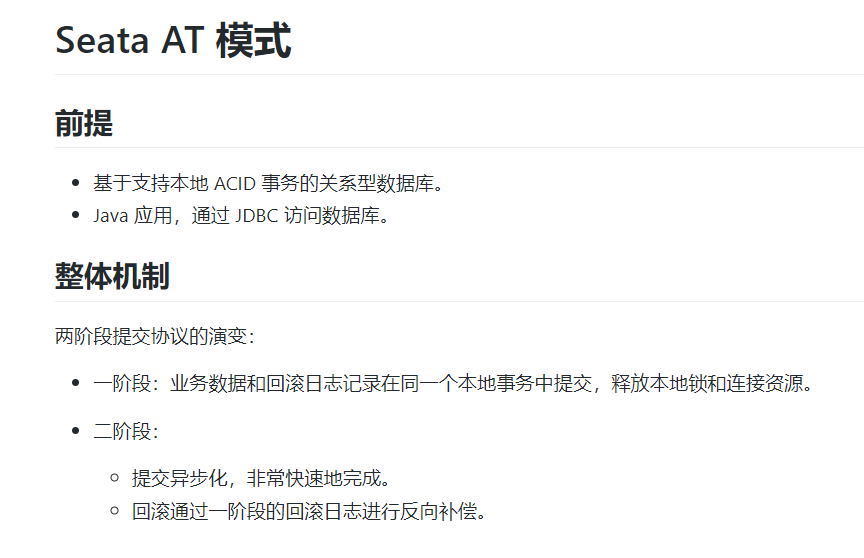 Seata AT 模式
前提
基于支持本地 ACID 事务的关系型数据库。
Java 应用，通过 JDBC 访问数据库。
整体机制
两阶段提交协议的演变：
一阶段：业务数据和回滚日志记录在同一个本地事务中提交，释放本地锁和连接资源。
二阶段：
提交异步化，非常快速地完成。
回滚通过一阶段的回滚日志进行反向补偿。